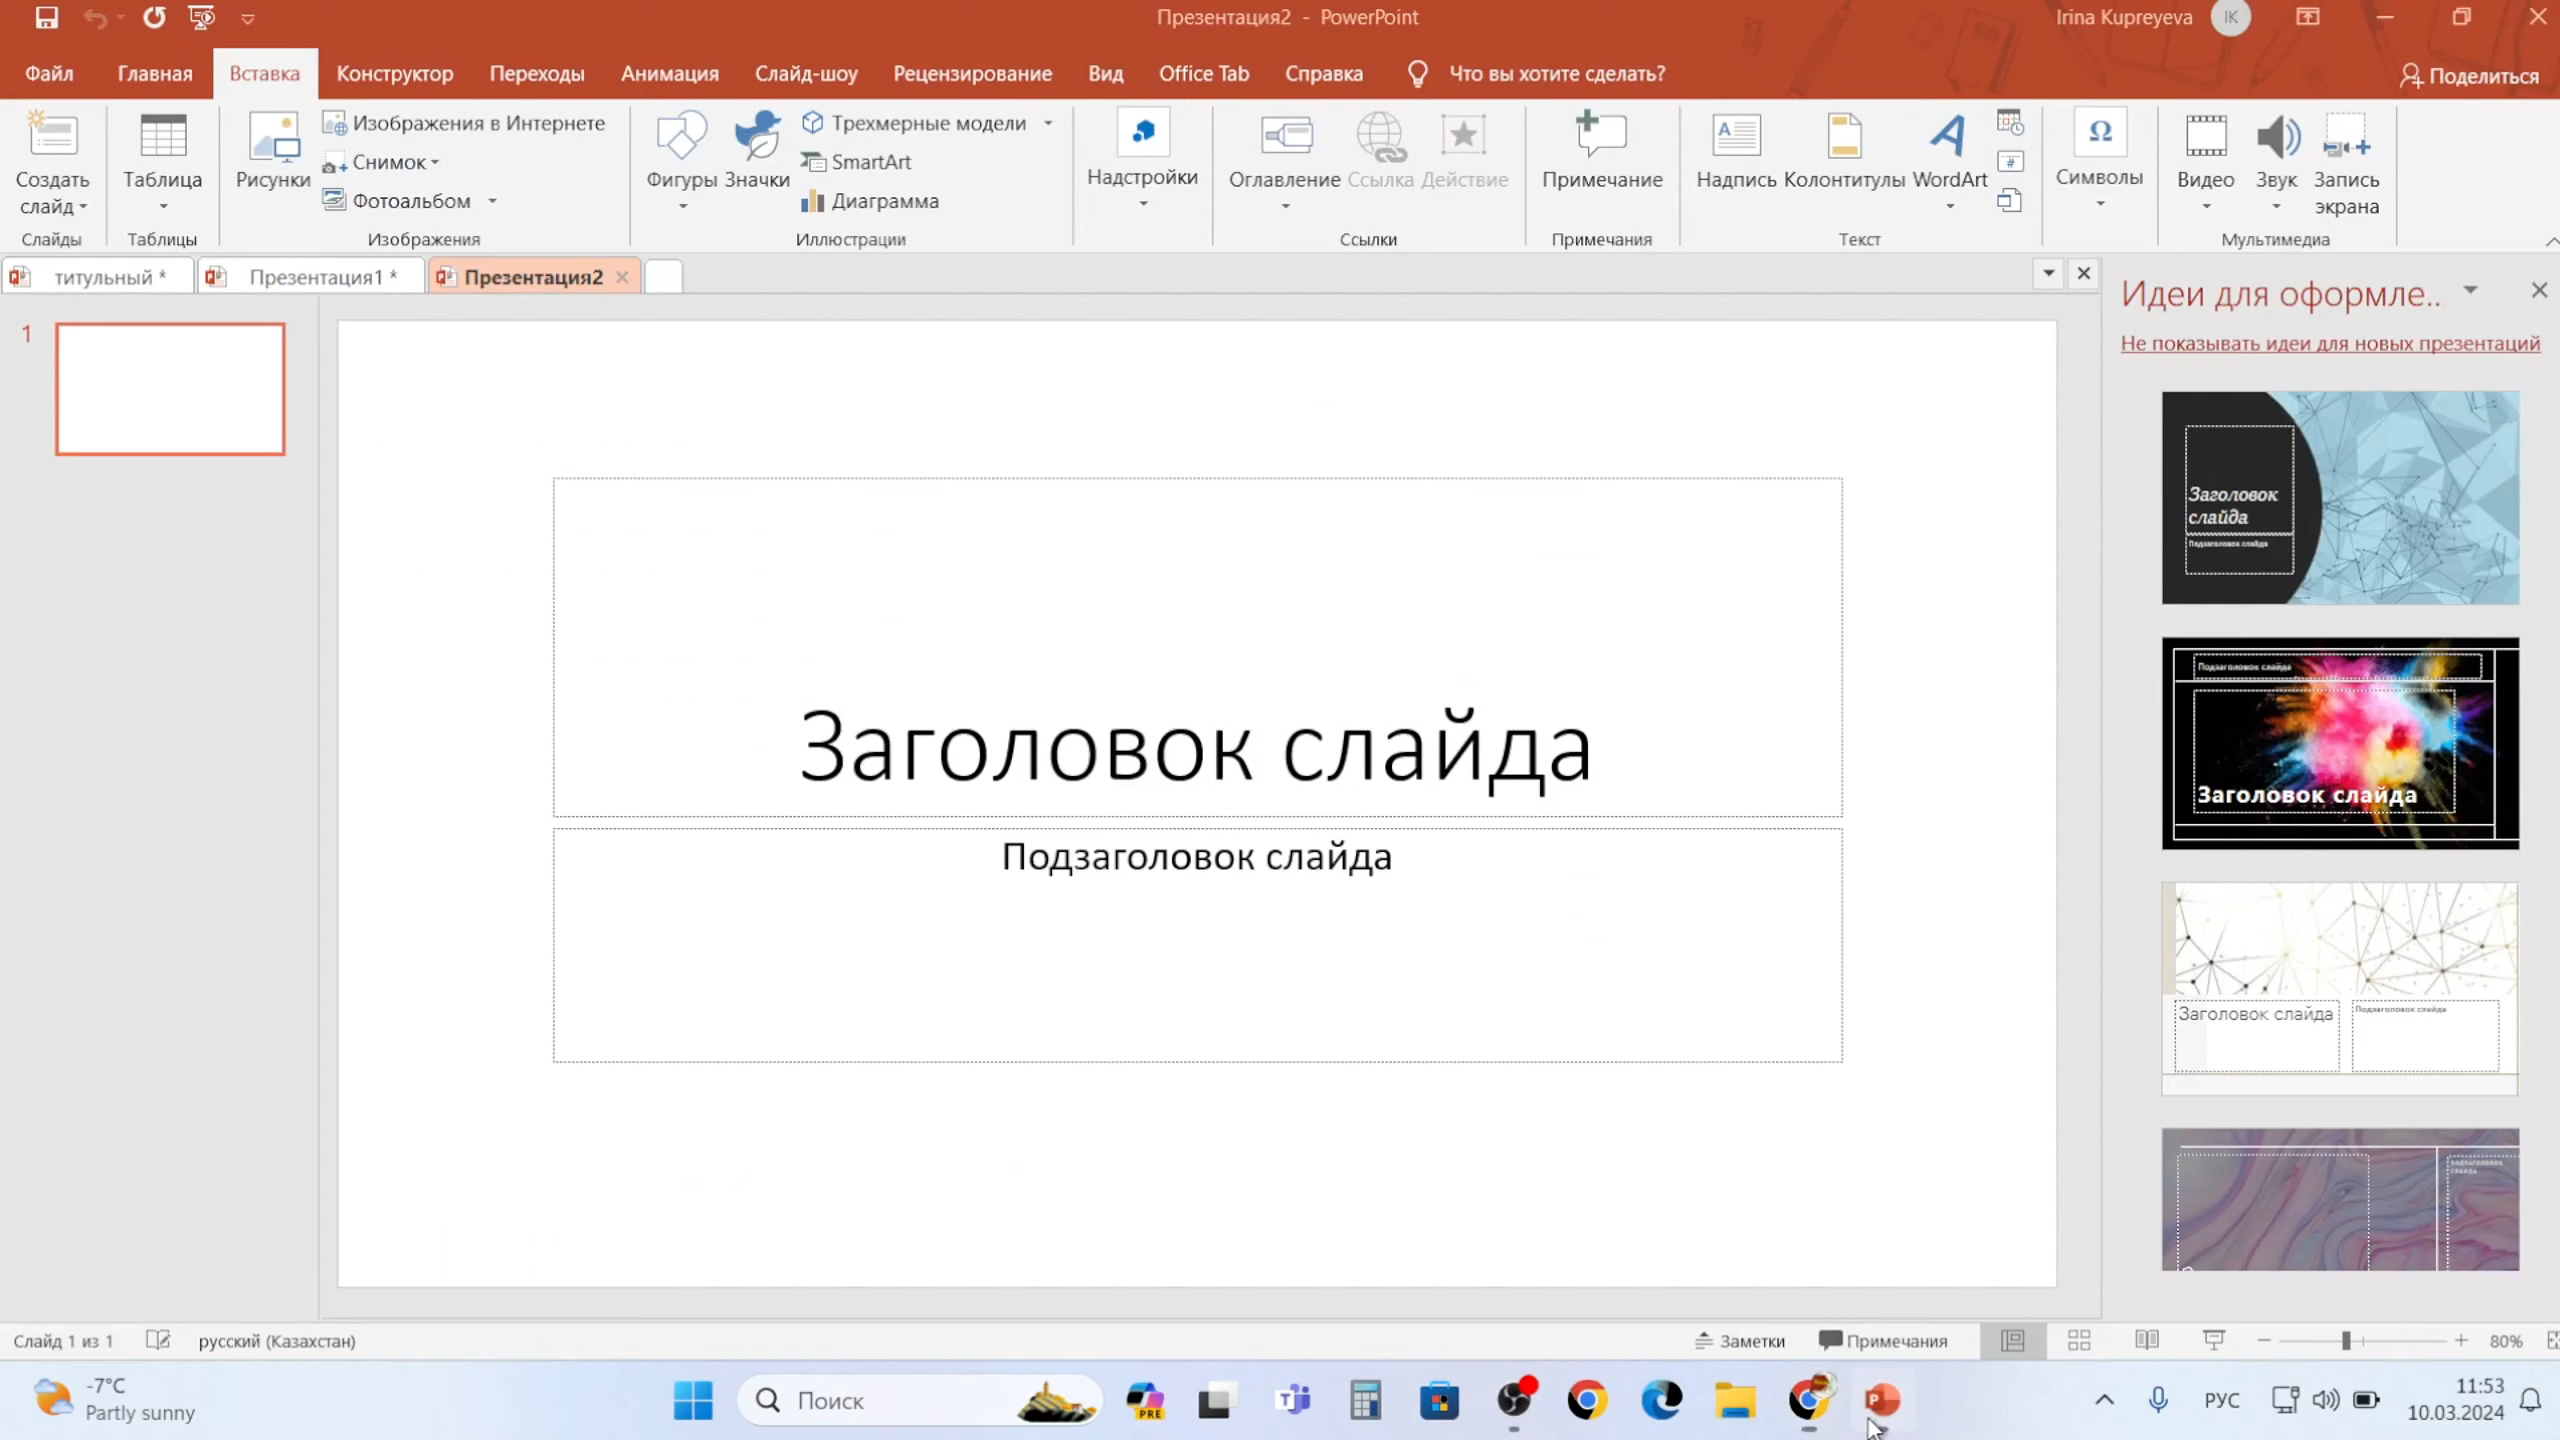 Презентация2 - PowerPoint
Irina Kupreyeva
IK
Файл Главная Вставка Конструктор Переходы Анимация Слайд-шоу Рецензирование Вид Office Tab Справка Что вы хотите сделать?
Поделиться
Создать слайд
Таблица
Рисунки
Изображения в Интернете
Снимок
Фотоальбом
Фигуры
Значки
Трехмерные модели
SmartArt
Диаграмма
Надстройки
Оглавление
Ссылка
Действие
Примечание
Надпись
Колонтитулы
WordArt
Символы
Видео
Звук
Запись экрана
Слайды
Таблицы
Изображения
Иллюстрации
Ссылки
Примечания
Текст
Мультимедиа
титульный *
Презентация1 *
Презентация2
1
Заголовок слайда
Подзаголовок слайда
Идеи для оформле..
Не показывать идеи для новых презентаций
Заголовок
слайда
Подзаголовок слайда
Подзаголовок слайда
Заголовок слайда
Заголовок слайда
Подзаголовок слайда
Слайд 1 из 1
русский (Казахстан)
Заметки
Примечания
80%
-7°C
Partly sunny
Поиск
PRE
РУС
11:53
10.03.2024